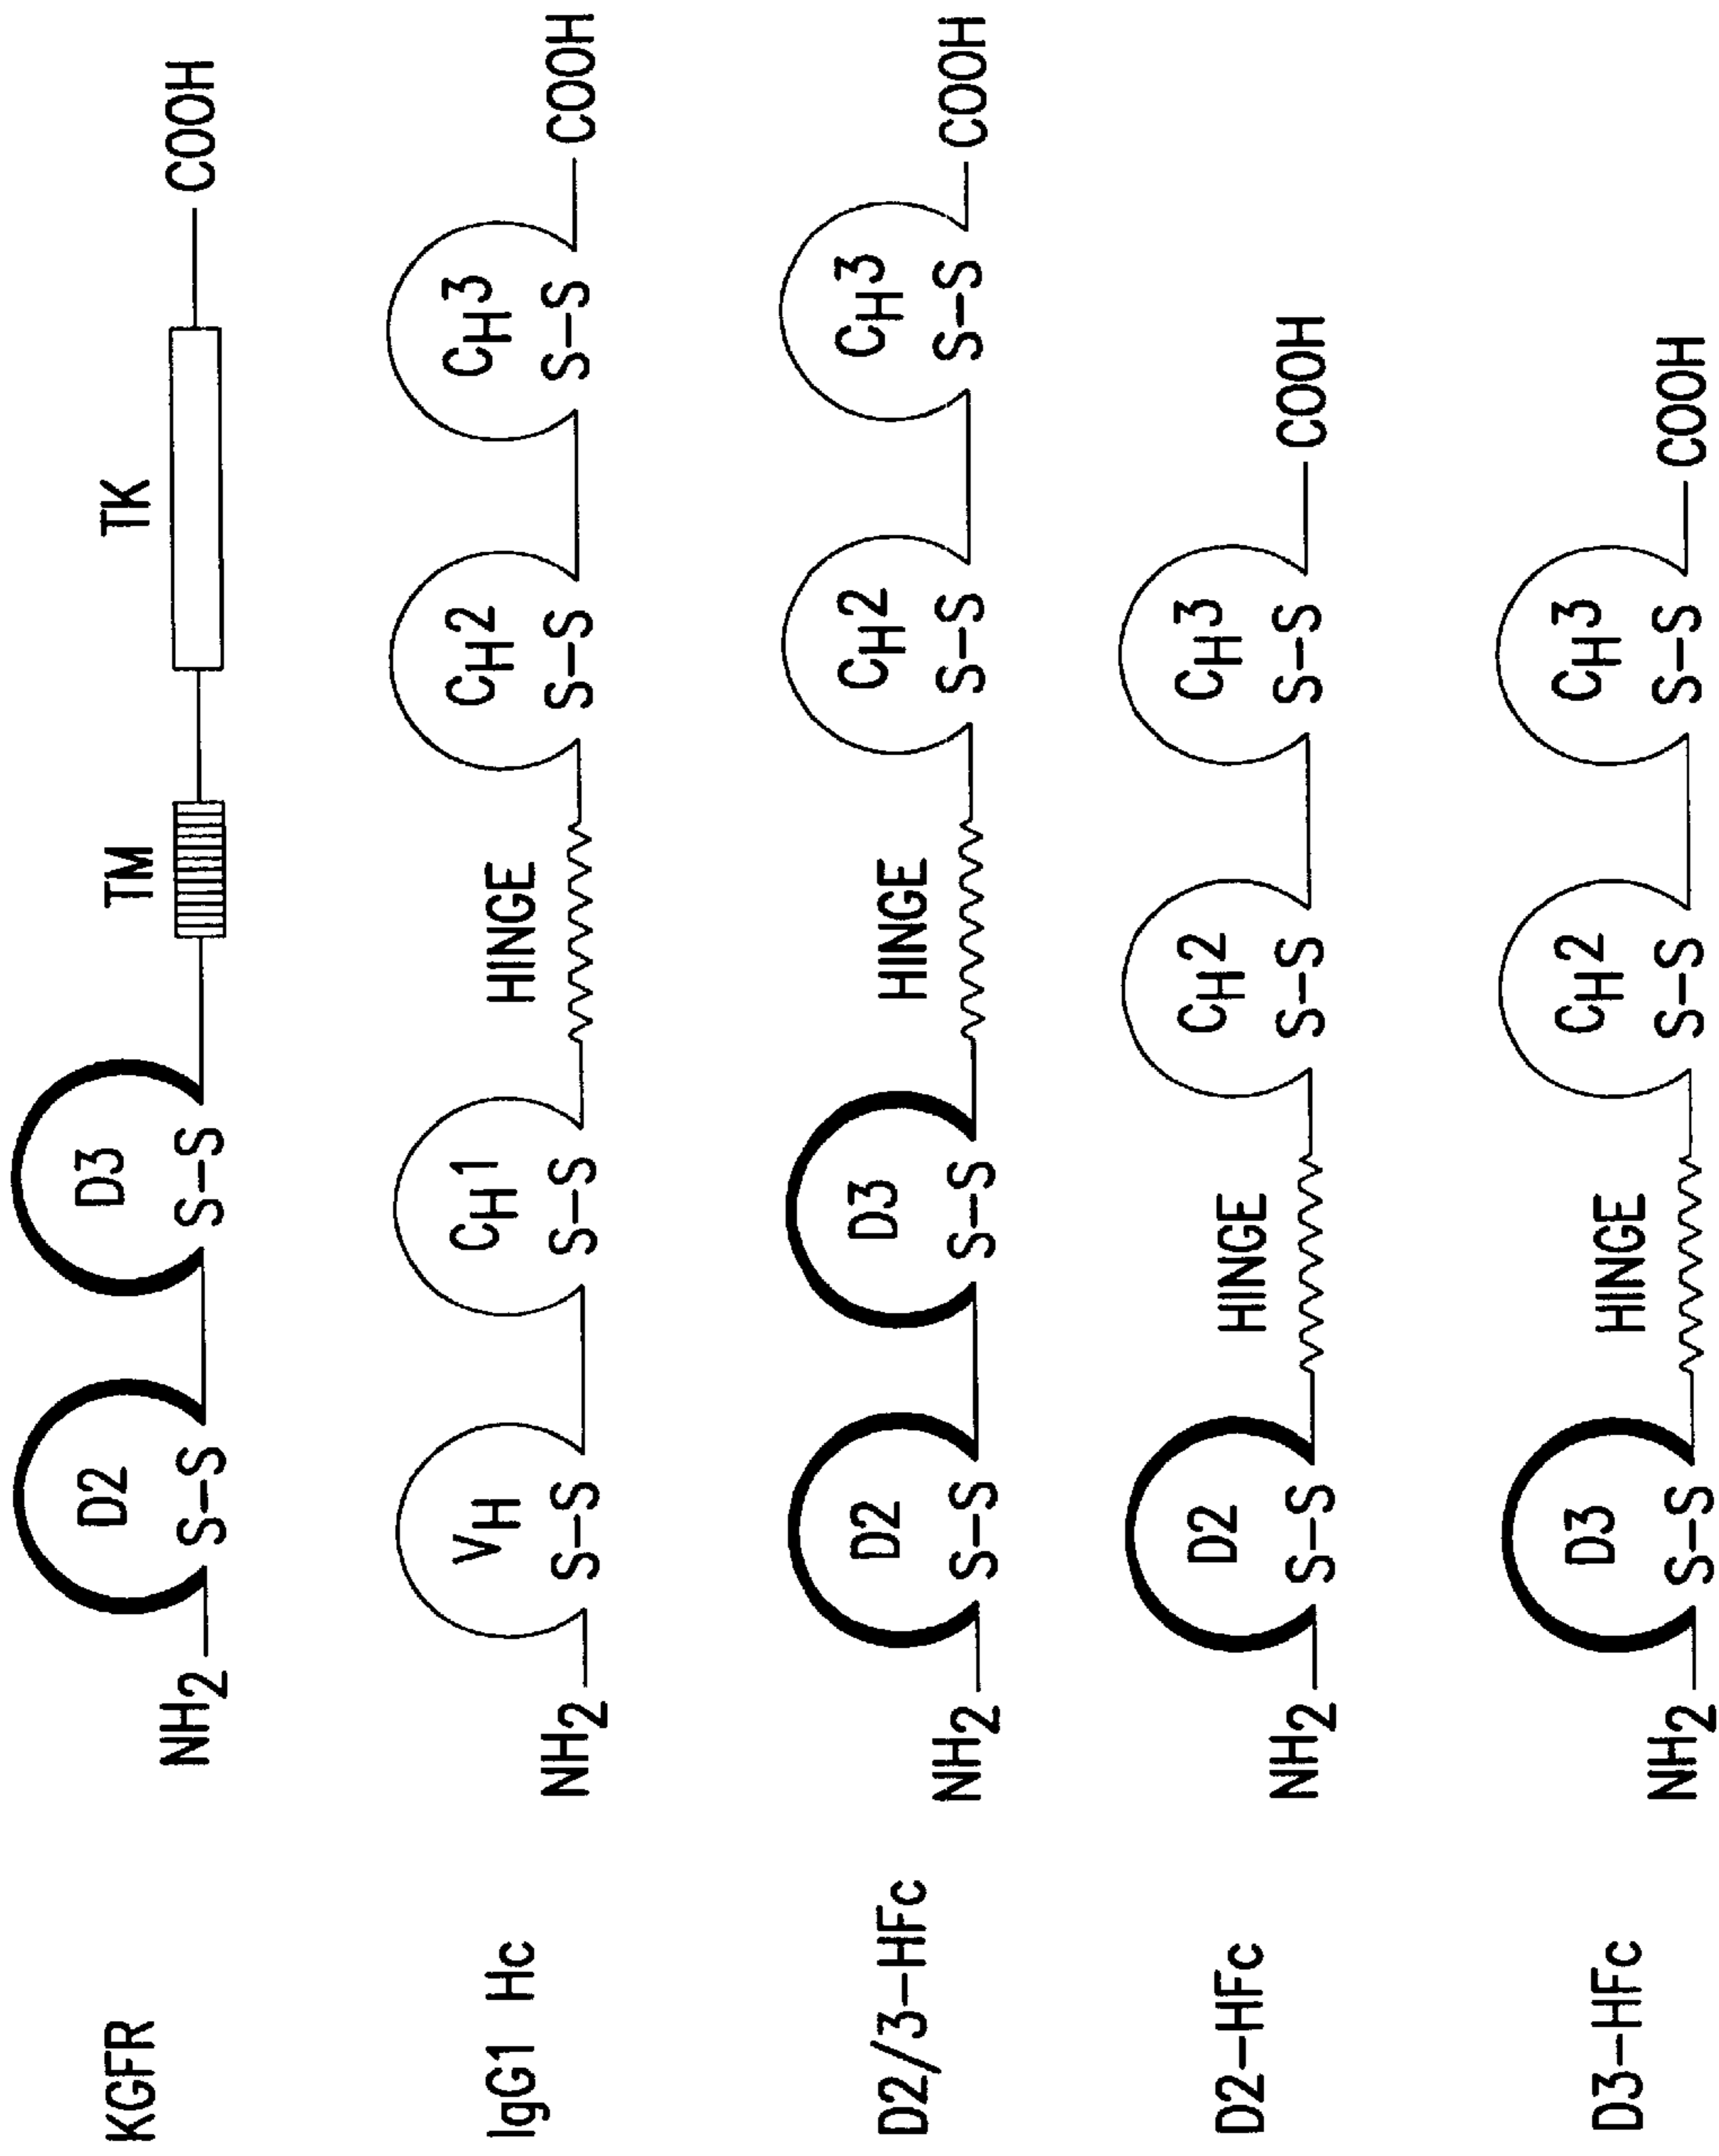 KGFR
TM TK
D2 D3
NH2 S–S S–S COOH
IgG1 Hc
VH CH1 HINGE CH2 CH3
NH2 S–S S–S S–S S–S COOH
D2/3–HFc
D2 D3 HINGE CH2 CH3
NH2 S–S S–S S–S S–S COOH
D2–HFc
D2 HINGE CH2 CH3
NH2 S–S S–S S–S COOH
D3–HFc
D3 HINGE CH2 CH3
NH2 S–S S–S S–S COOH